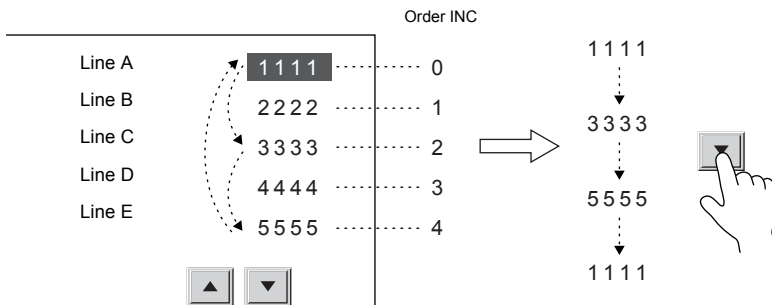 Order INC
Line A 1111 0
Line B 2222 1
Line C 3333 2
Line D 4444 3
Line E 5555 4
1111
3333
5555
1111